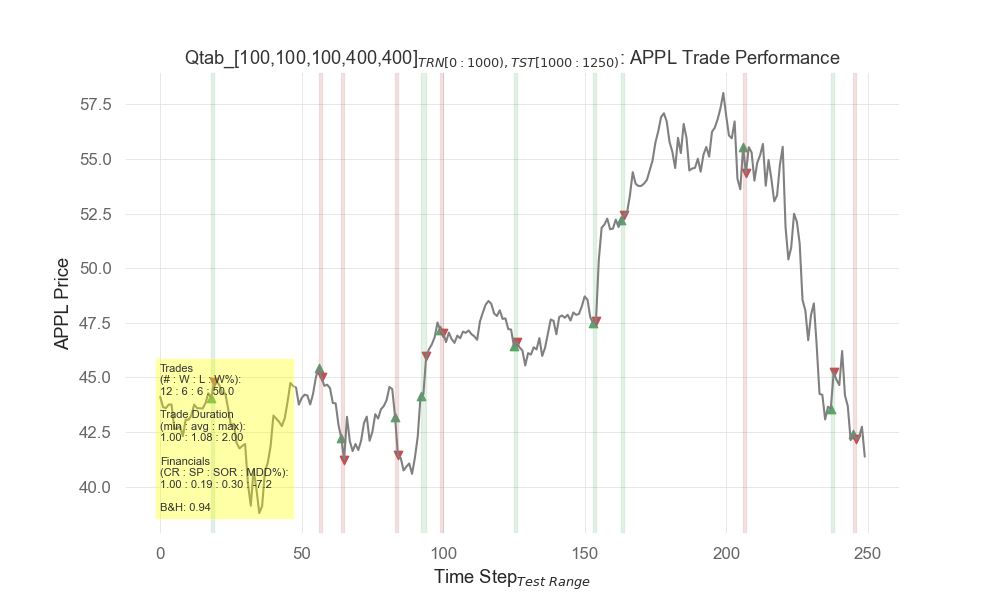 Qtab_[100,100,100,400,400]TRN[0 : 1000), TST[1000 : 1250): APPL Trade Performance
57.5
55.0
52.5
50.0
47.5
45.0
42.5
40.0
APPL Price
Trades
(# : W : L : W%):
12 : 6 : 6 : 50.0
Trade Duration
(min : avg : max):
1.00 : 1.08 : 2.00
Financials
(CR : SP : SOR : MDD%):
1.00 : 0.19 : 0.30 : -7.2
B&H: 0.94
0 50 100 150 200 250
Time StepTest Range